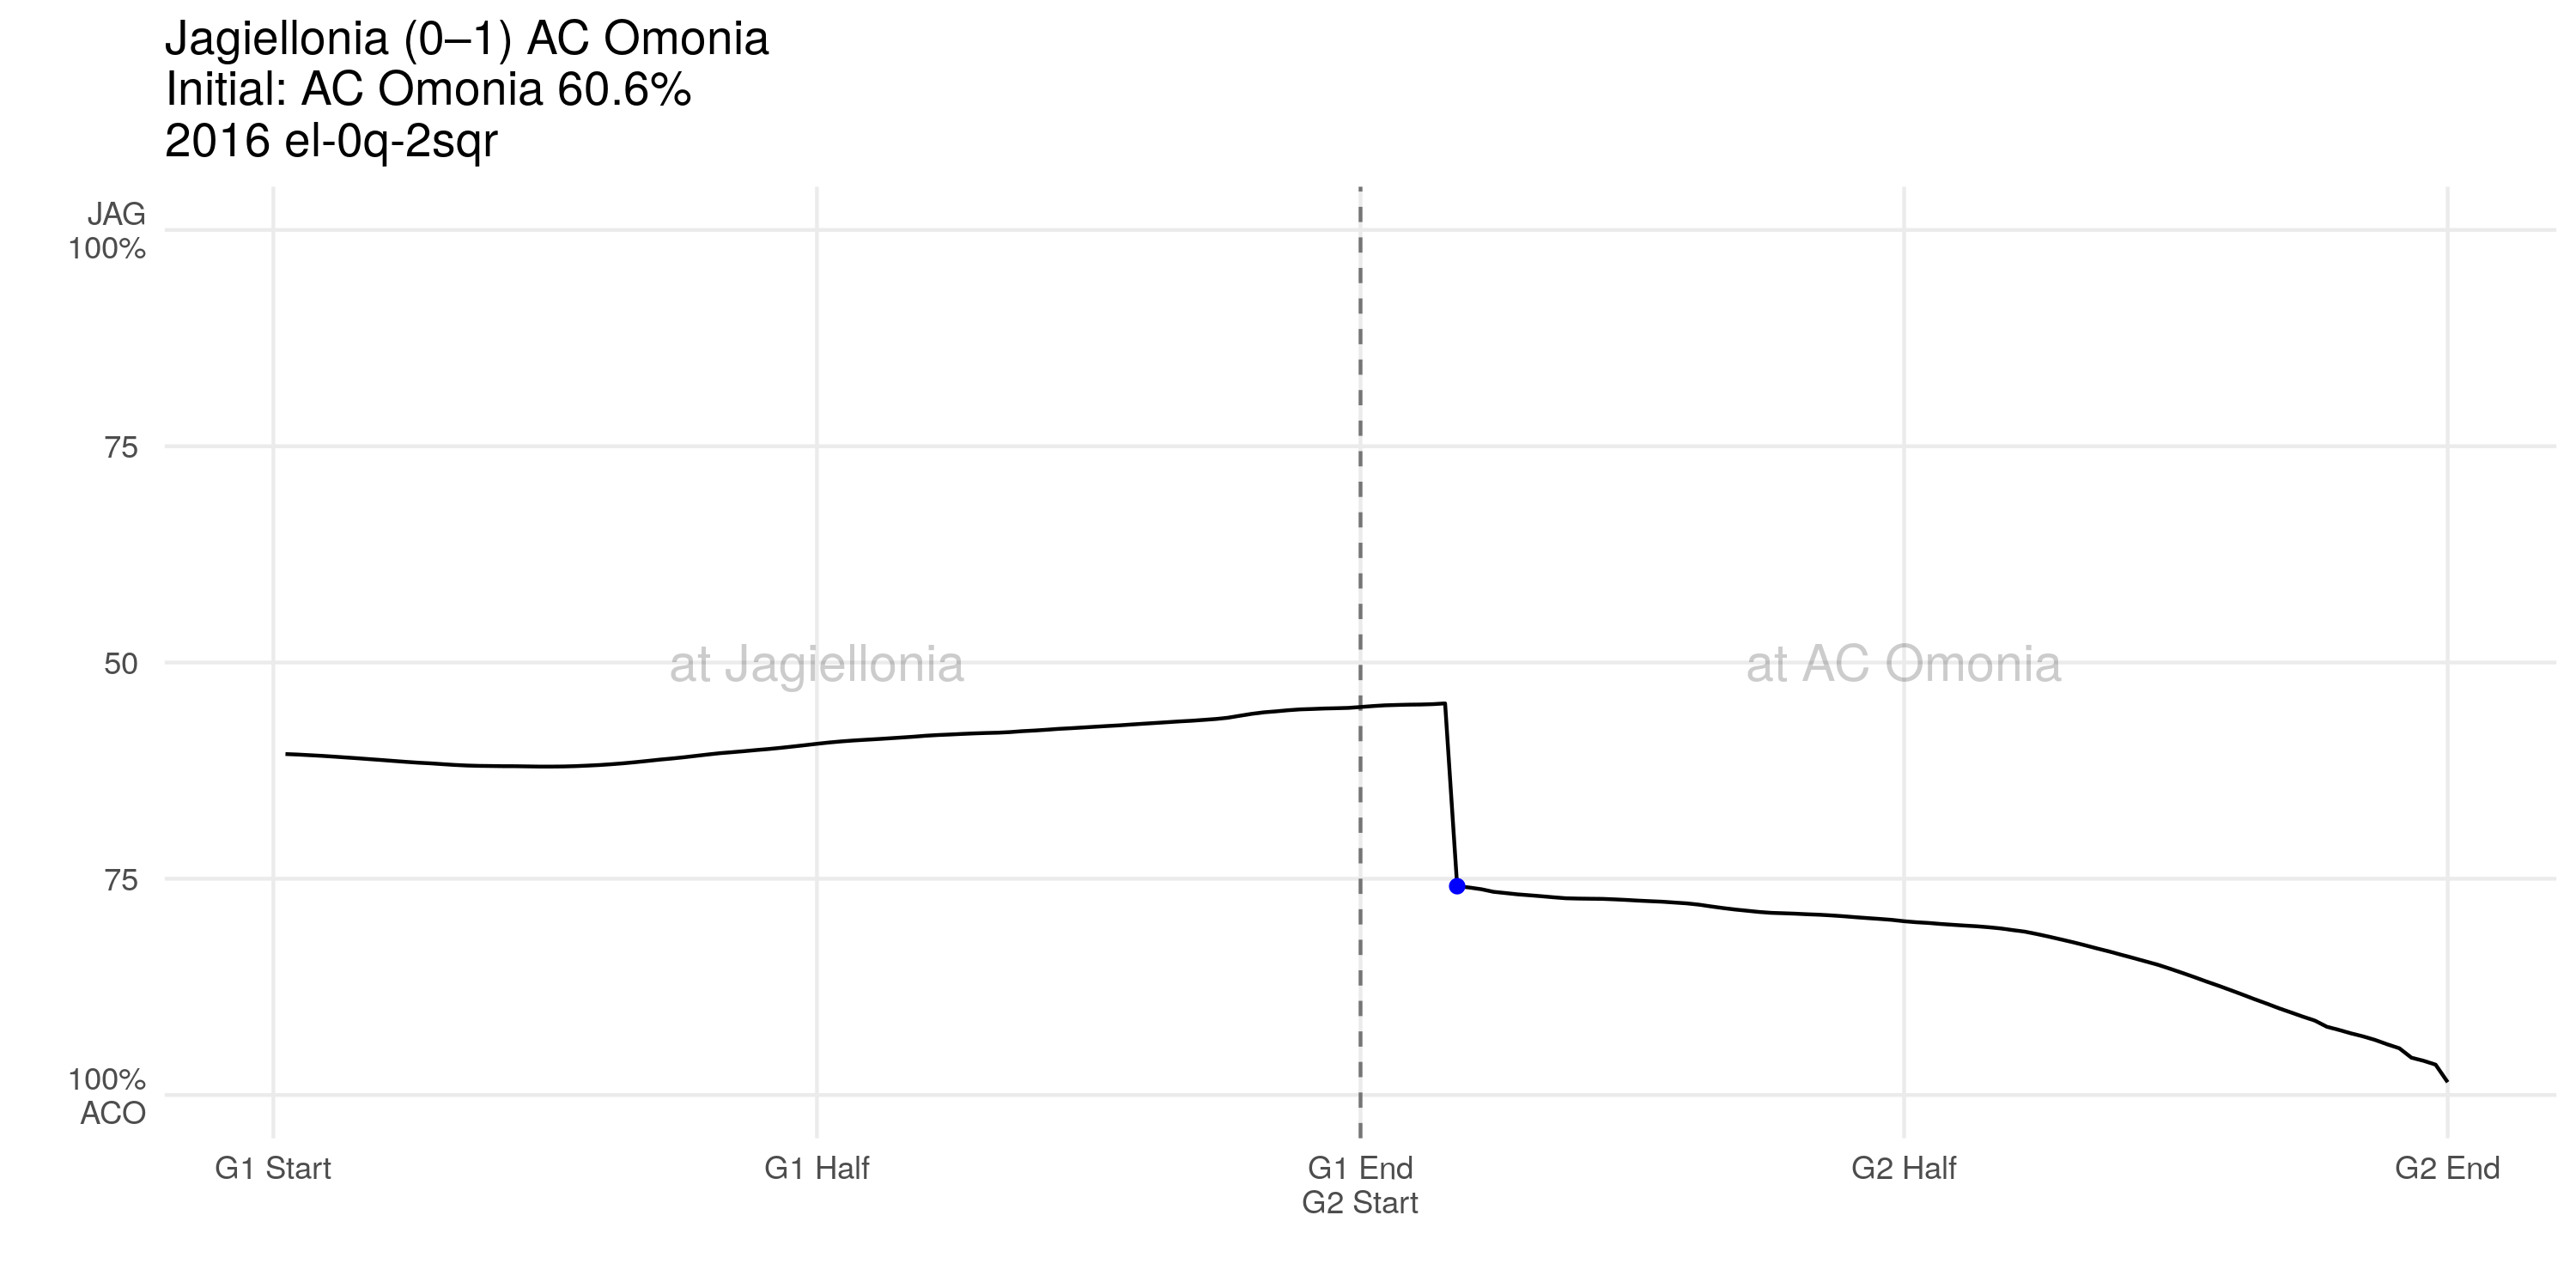 Jagiellonia (0–1) AC Omonia
Initial: AC Omonia 60.6%
2016 el-0q-2sqr
JAG
100%
75
50
75
100%
ACO
at Jagiellonia
at AC Omonia
G1 Start
G1 Half
G1 End
G2 Start
G2 Half
G2 End